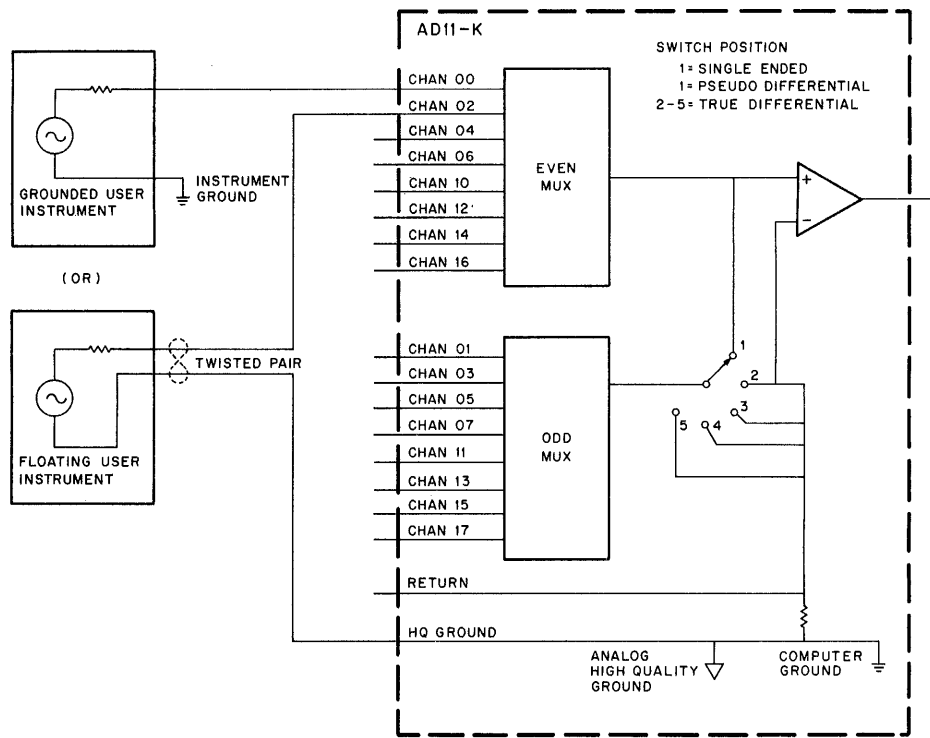 AD11-K
SWITCH POSITION
1= SINGLE ENDED
1= PSEUDO DIFFERENTIAL
2-5= TRUE DIFFERENTIAL
CHAN 00
CHAN 02
CHAN 04
CHAN 06
CHAN 10
CHAN 12
CHAN 14
CHAN 16
EVEN
MUX
+
−
GROUNDED USER
INSTRUMENT
INSTRUMENT
GROUND
(OR)
TWISTED PAIR
FLOATING USER
INSTRUMENT
CHAN 01
CHAN 03
CHAN 05
CHAN 07
CHAN 11
CHAN 13
CHAN 15
CHAN 17
ODD
MUX
1
2
3
4
5
RETURN
HQ GROUND
ANALOG
HIGH QUALITY
GROUND
COMPUTER
GROUND